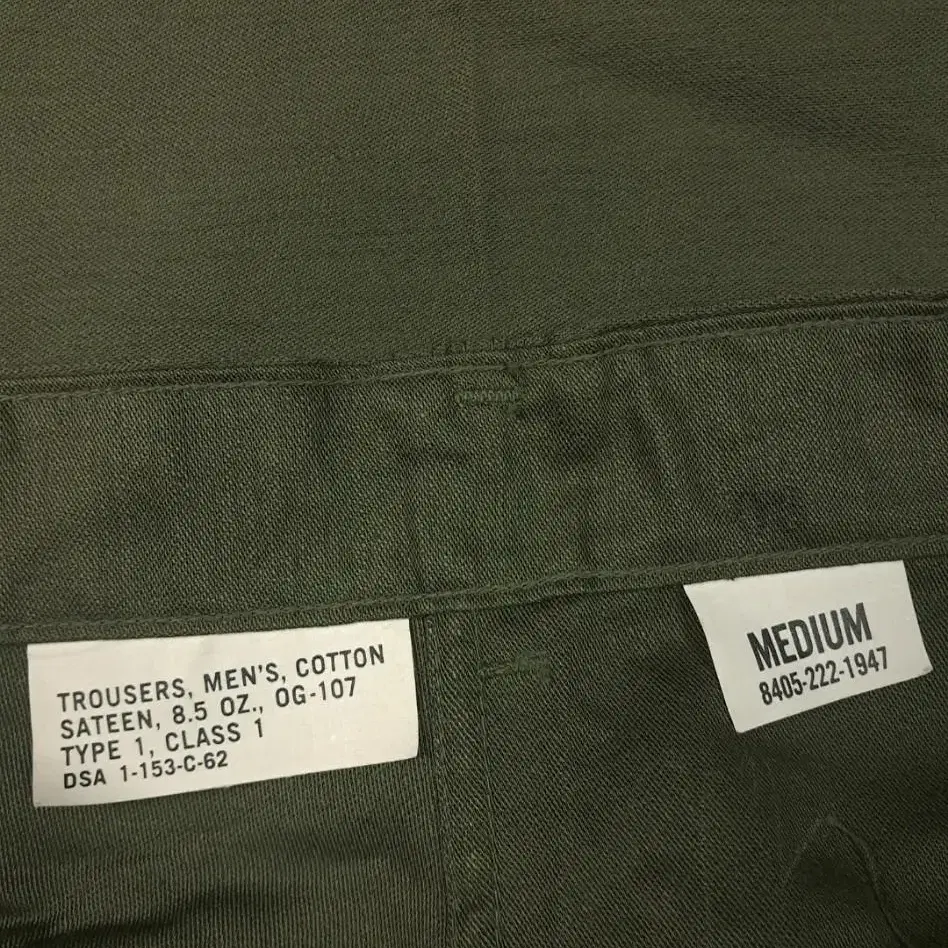 TROUSERS, MEN'S, COTTON
SATEEN, 8.5 OZ., OG-107
TYPE 1, CLASS 1
DSA 1-153-C-62
MEDIUM
8405-222-1947